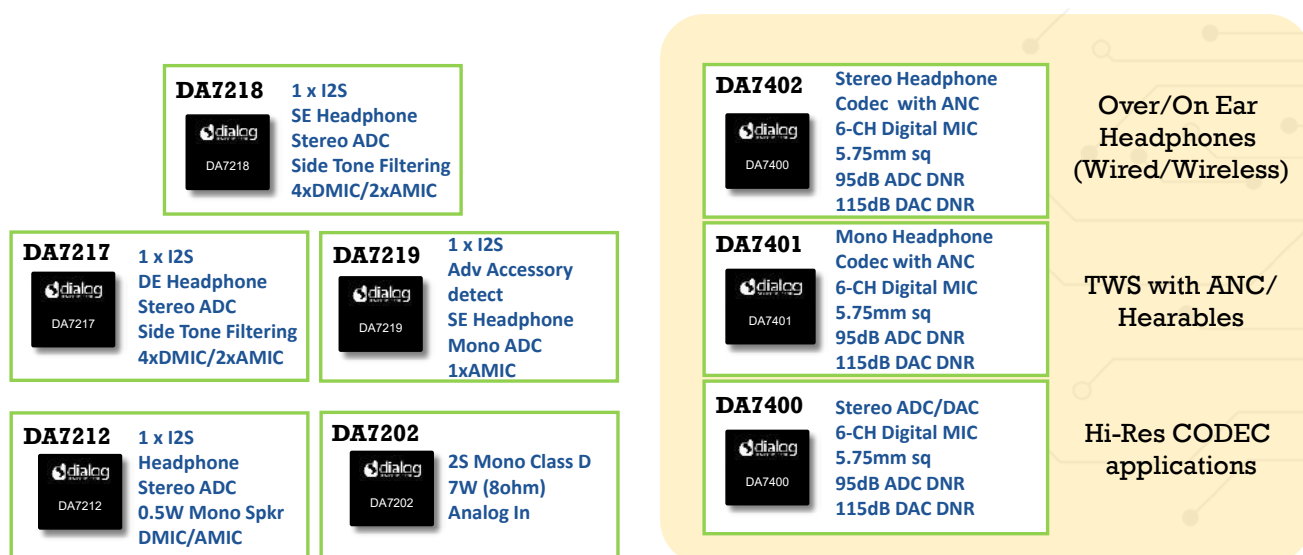 DA7218
1 x I2S
SE Headphone
Stereo ADC
Side Tone Filtering
4xDMIC/2xAMIC
dialog
DA7218
DA7217
1 x I2S
DE Headphone
Stereo ADC
Side Tone Filtering
4xDMIC/2xAMIC
dialog
DA7217
DA7219
1 x I2S
Adv Accessory
detect
SE Headphone
Mono ADC
1xAMIC
dialog
DA7219
DA7212
1 x I2S
Headphone
Stereo ADC
0.5W Mono Spkr
DMIC/AMIC
dialog
DA7212
DA7202
2S Mono Class D
7W (8ohm)
Analog In
dialog
DA7202
DA7402
Stereo Headphone
Codec with ANC
6-CH Digital MIC
5.75mm sq
95dB ADC DNR
115dB DAC DNR
dialog
DA7400
Over/On Ear
Headphones
(Wired/Wireless)
DA7401
Mono Headphone
Codec with ANC
6-CH Digital MIC
5.75mm sq
95dB ADC DNR
115dB DAC DNR
dialog
DA7401
TWS with ANC/
Hearables
DA7400
Stereo ADC/DAC
6-CH Digital MIC
5.75mm sq
95dB ADC DNR
115dB DAC DNR
dialog
DA7400
Hi-Res CODEC
applications